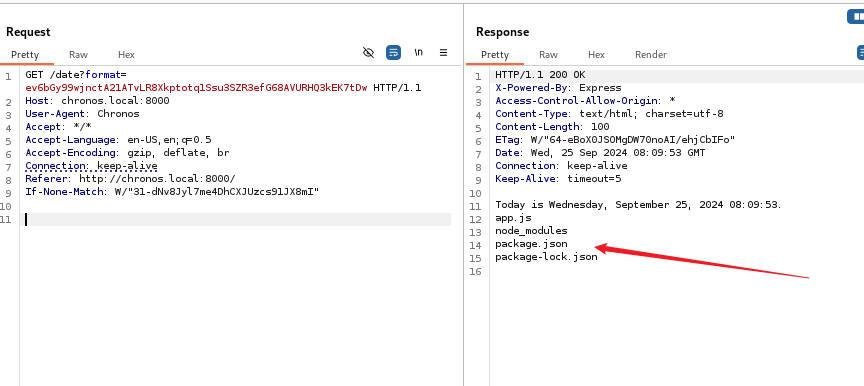 Request
Pretty Raw Hex \n
1 GET /date?format=
ev6bGy99wjnctA21ATvLR8Xkptotq1Ssu3SZR3efG68AVURHQ3kEK7tDw HTTP/1.1
2 Host: chronos.local:8000
3 User-Agent: Chronos
4 Accept: */*
5 Accept-Language: en-US,en;q=0.5
6 Accept-Encoding: gzip, deflate, br
7 Connection: keep-alive
8 Referer: http://chronos.local:8000/
9 If-None-Match: W/"31-dNv8Jyl7me4DhCXJUzcs91JX8mI"
10
11
Response
Pretty Raw Hex Render
1 HTTP/1.1 200 OK
2 X-Powered-By: Express
3 Access-Control-Allow-Origin: *
4 Content-Type: text/html; charset=utf-8
5 Content-Length: 100
6 ETag: W/"64-eBoX0JSOMgDW70noAI/ehjCbIFo"
7 Date: Wed, 25 Sep 2024 08:09:53 GMT
8 Connection: keep-alive
9 Keep-Alive: timeout=5
10
11 Today is Wednesday, September 25, 2024 08:09:53.
12 app.js
13 node_modules
14 package.json
15 package-lock.json
16